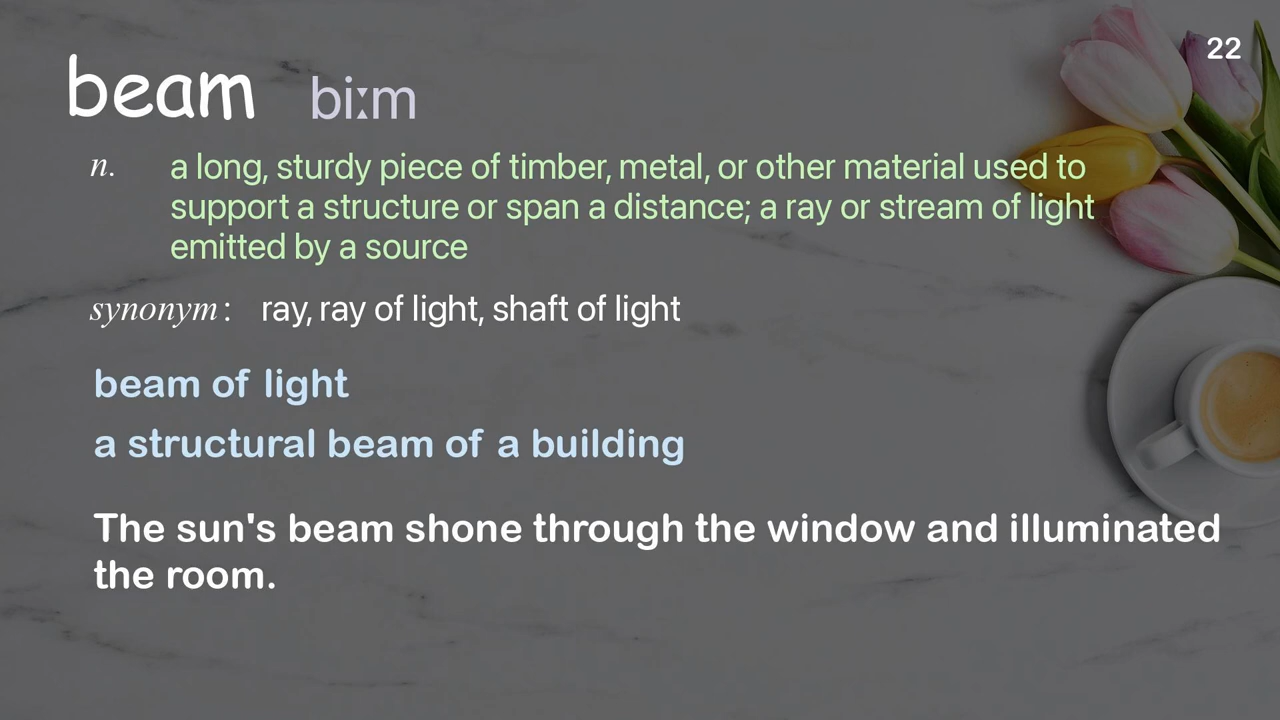 22
beam biːm
n. a long, sturdy piece of timber, metal, or other material used to
support a structure or span a distance; a ray or stream of light
emitted by a source
synonym: ray, ray of light, shaft of light
beam of light
a structural beam of a building
The sun's beam shone through the window and illuminated
the room.